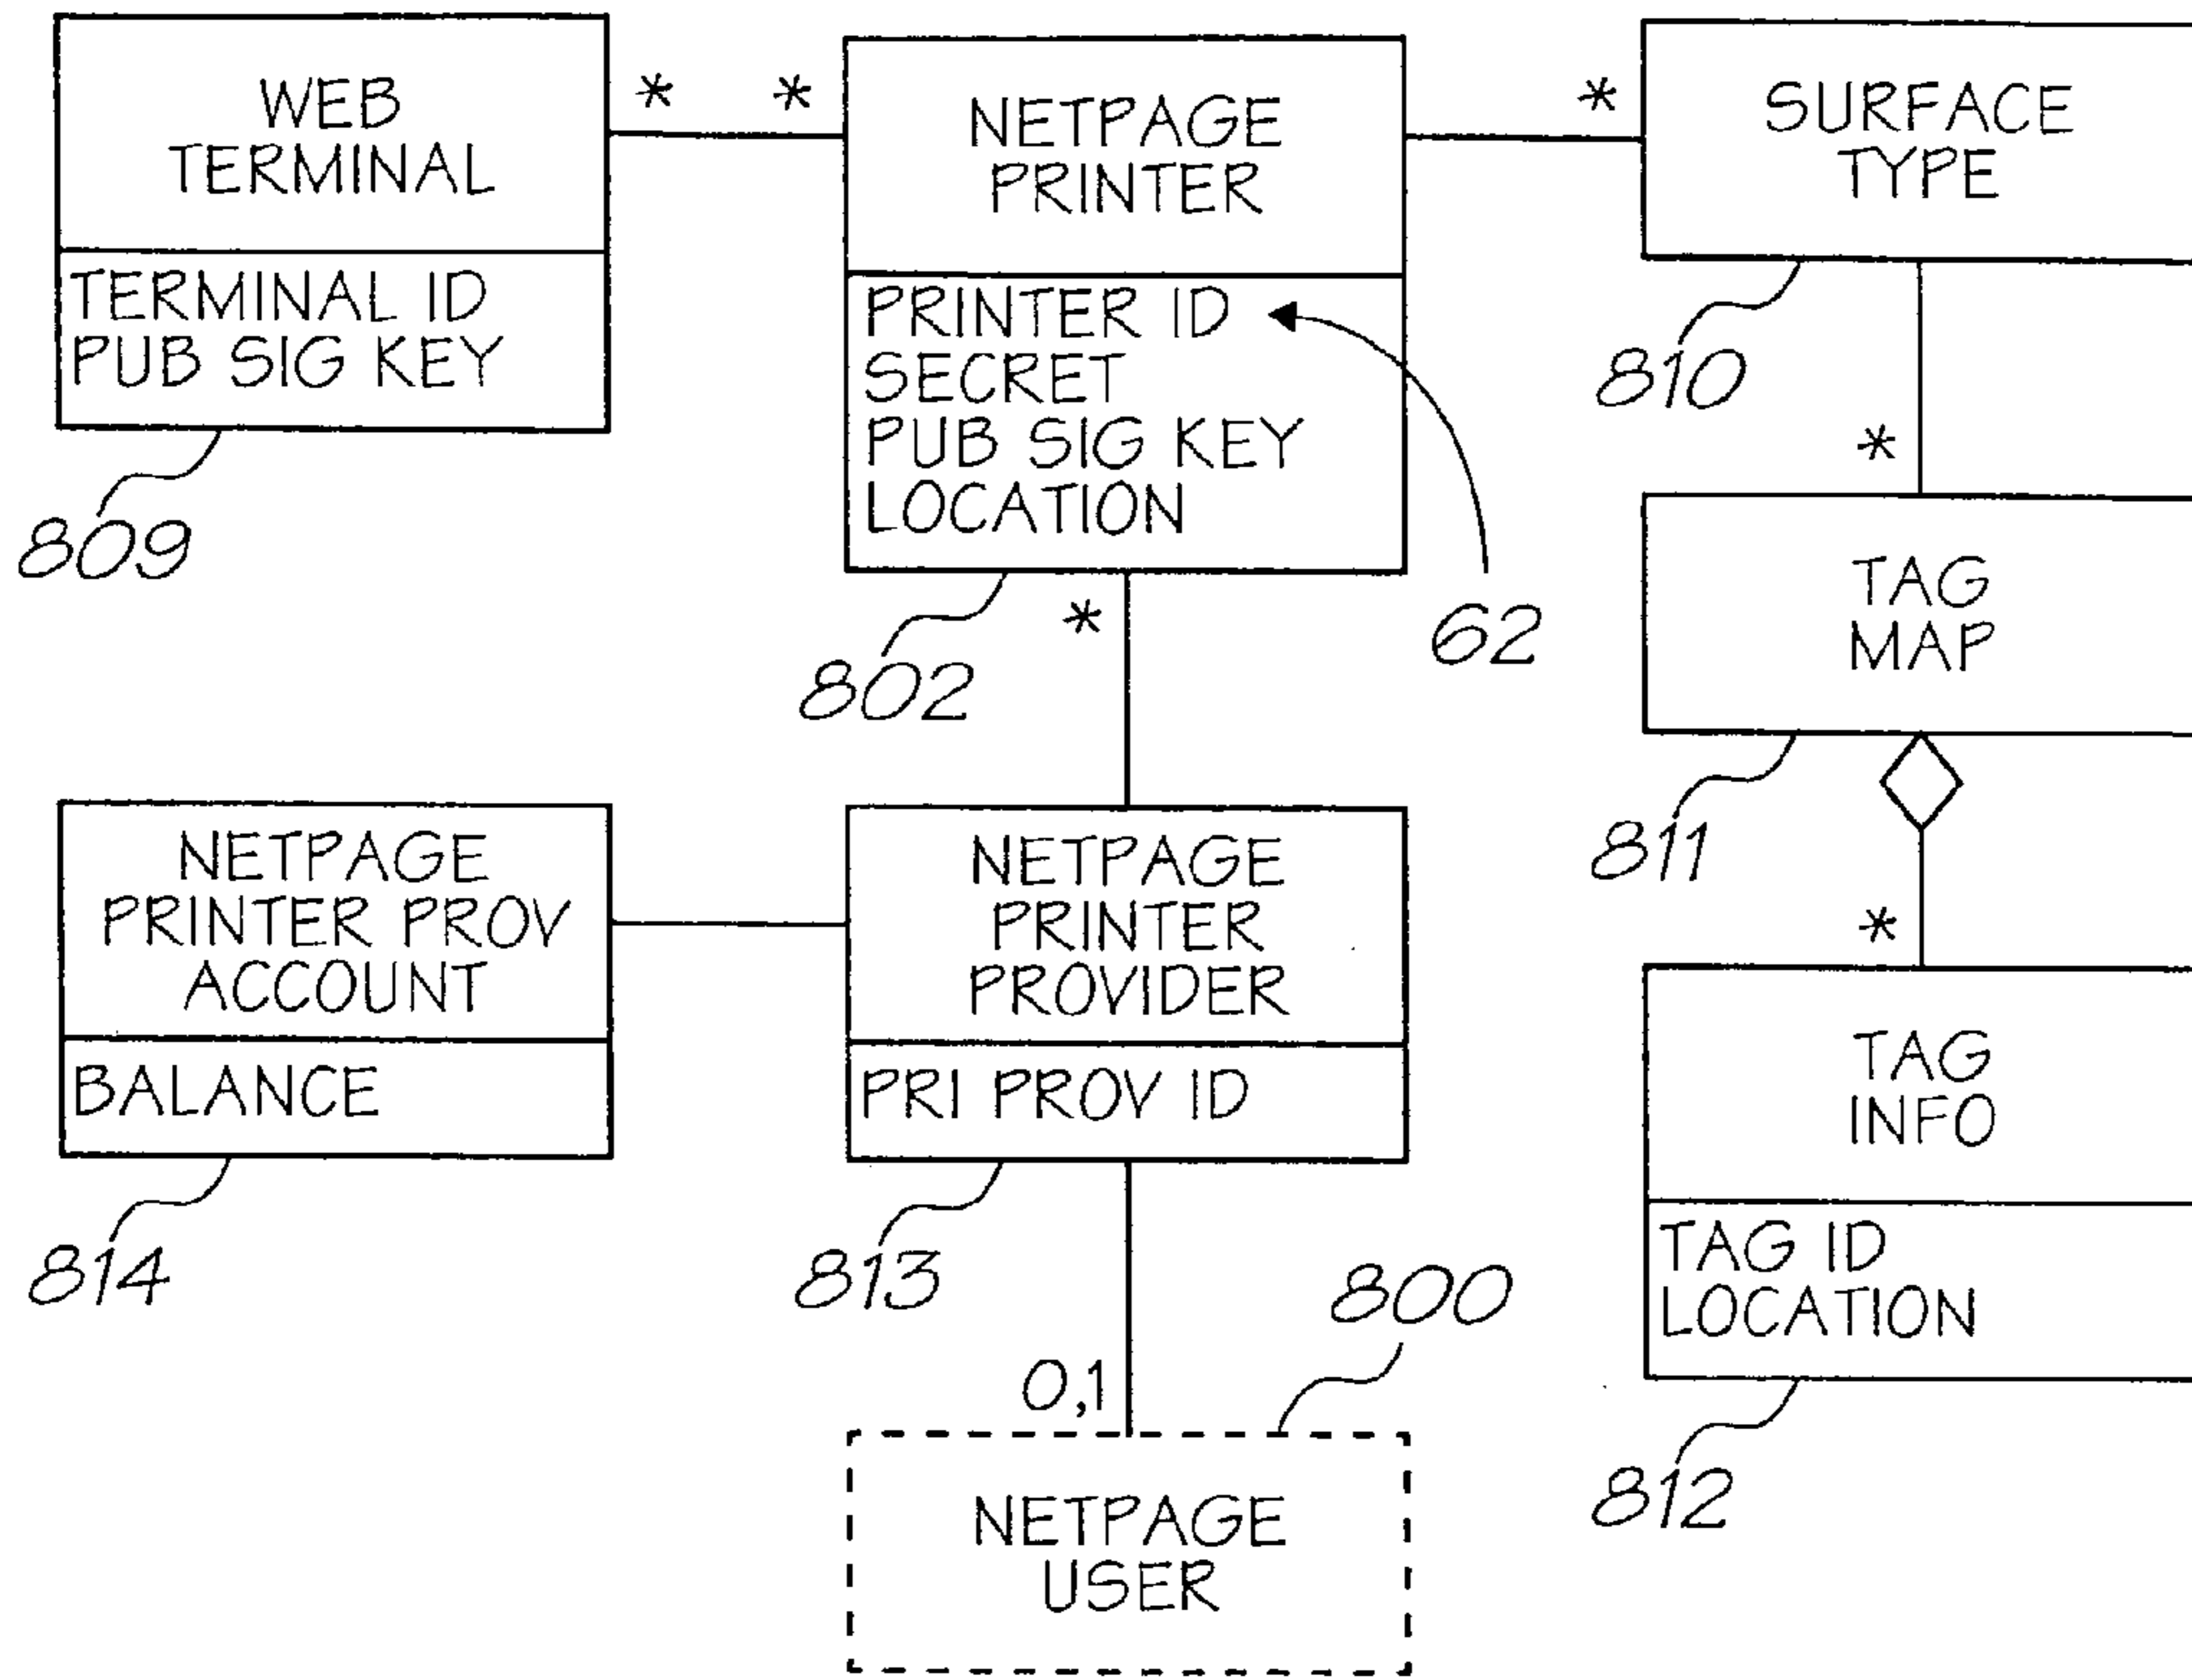 WEB
TERMINAL
TERMINAL ID
PUB SIG KEY
809
*
*
NETPAGE
PRINTER
PRINTER ID
SECRET
PUB SIG KEY
LOCATION
62
802
*
*
SURFACE
TYPE
810
*
TAG
MAP
811
*
TAG
INFO
TAG ID
LOCATION
812
NETPAGE
PRINTER PROV
ACCOUNT
BALANCE
814
NETPAGE
PRINTER
PROVIDER
PRI PROV ID
813
0,1
800
NETPAGE
USER